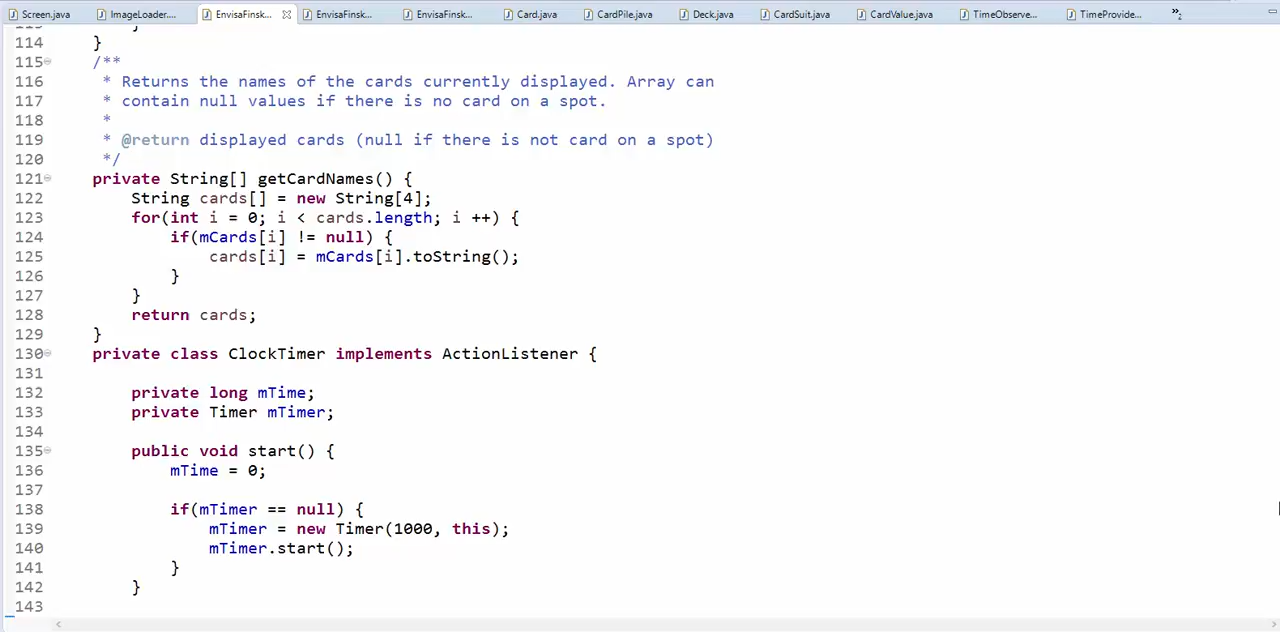 Screen.java ImageLoader.... EnvisaFinsk... EnvisaFinsk... EnvisaFinsk... Card.java CardPile.java Deck.java CardSuit.java CardValue.java TimeObserve... TimeProvide... »2
114 }
115 /**
116 * Returns the names of the cards currently displayed. Array can
117 * contain null values if there is no card on a spot.
118 *
119 * @return displayed cards (null if there is not card on a spot)
120 */
121 private String[] getCardNames() {
122 String cards[] = new String[4];
123 for(int i = 0; i < cards.length; i ++) {
124 if(mCards[i] != null) {
125 cards[i] = mCards[i].toString();
126 }
127 }
128 return cards;
129 }
130 private class ClockTimer implements ActionListener {
131
132 private long mTime;
133 private Timer mTimer;
134
135 public void start() {
136 mTime = 0;
137
138 if(mTimer == null) {
139 mTimer = new Timer(1000, this);
140 mTimer.start();
141 }
142 }
143